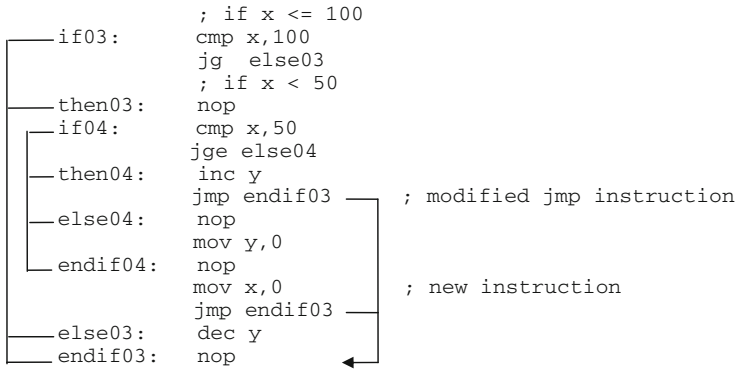 ; if x <= 100
if03: cmp x,100
jg else03
; if x < 50
then03: nop
if04: cmp x,50
jge else04
then04: inc y
jmp endif03 ; modified jmp instruction
else04: nop
mov y,0
endif04: nop
mov x,0 ; new instruction
jmp endif03
else03: dec y
endif03: nop